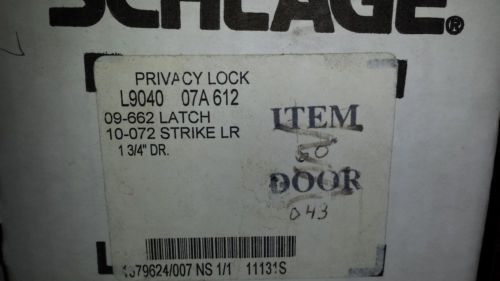 SCHLAGE®
PRIVACY LOCK
L9040 07A 612
09-662 LATCH
10-072 STRIKE LR
1 3/4" DR.
ITEM
DOOR
043
1379624/007 NS 1/1 11131S